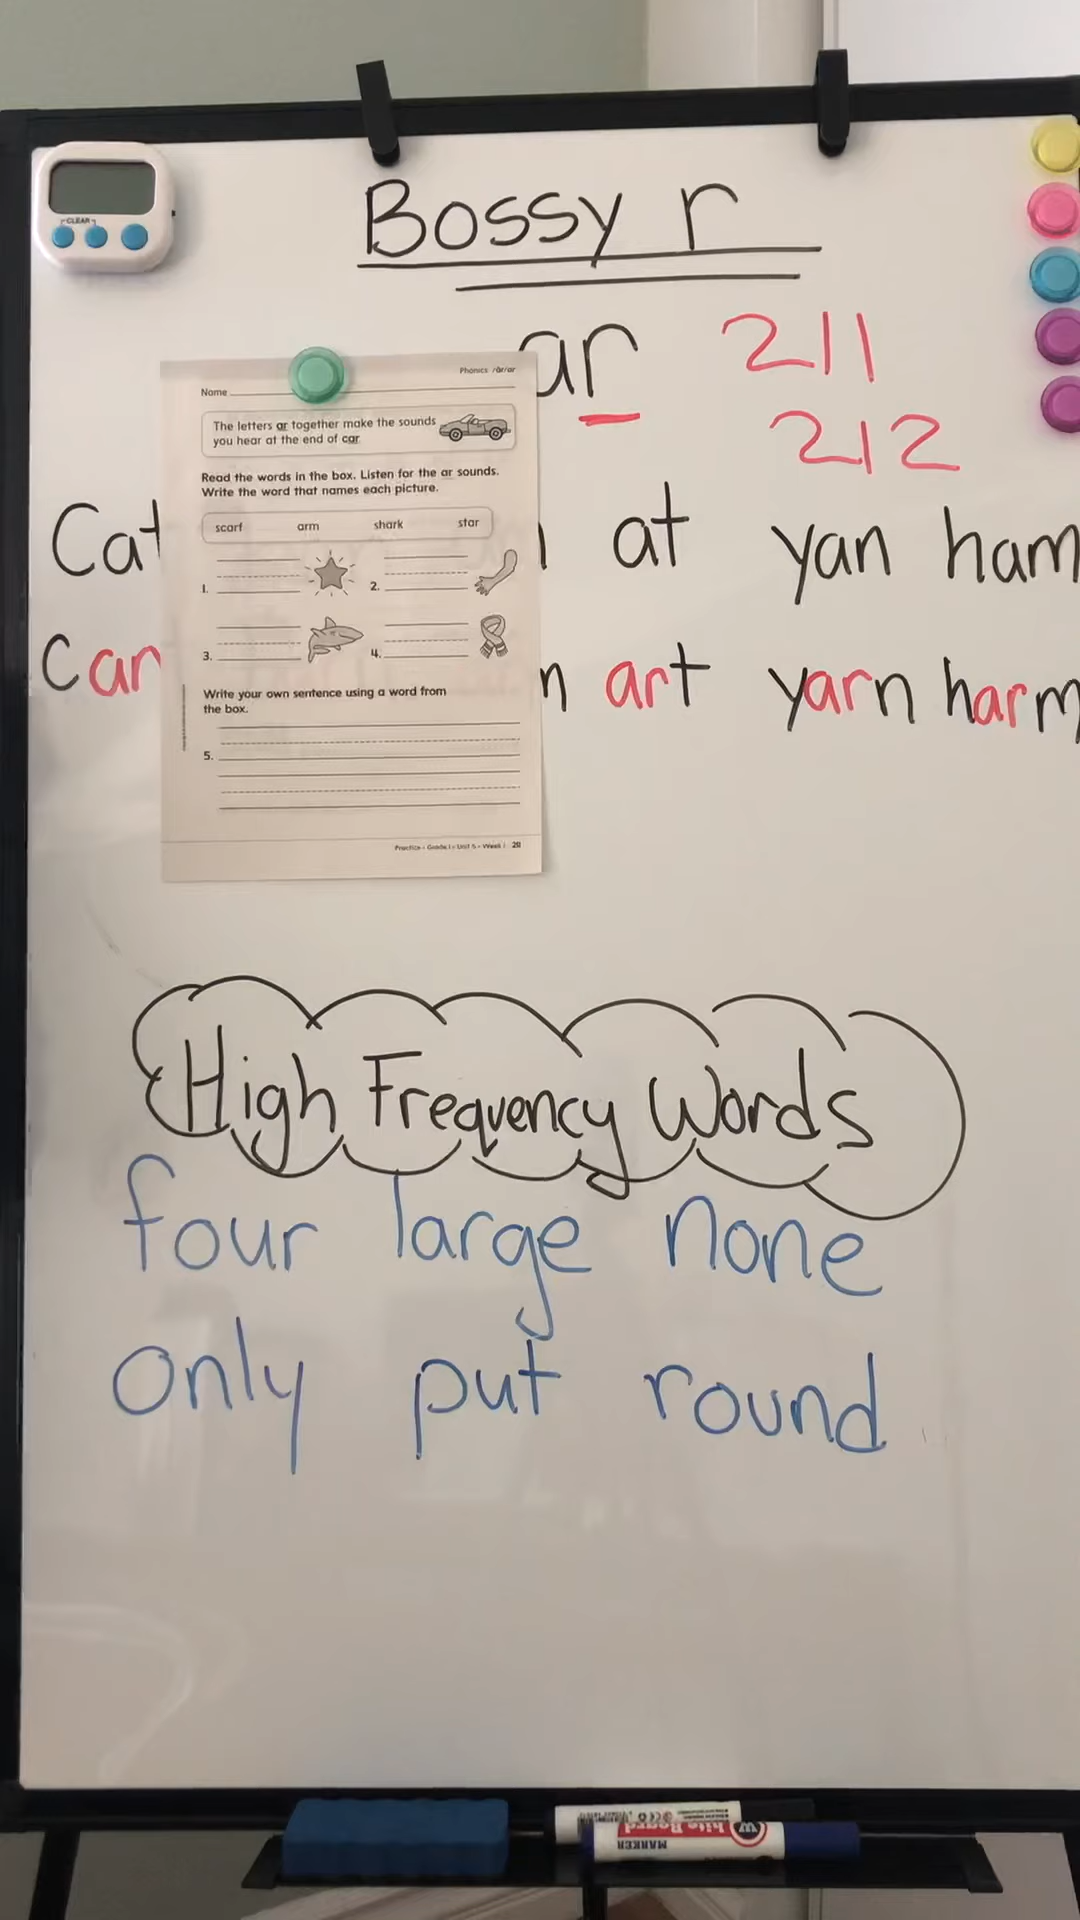 CLEAR
Bossy r
ar 211
212
at yan ham
art yarn harm
Phonics /är/ar
Name
The letters ar together make the sounds
you hear at the end of car.
Read the words in the box. Listen for the ar sounds.
Write the word that names each picture.
scarf arm shark star
1. 2.
3. 4.
Write your own sentence using a word from
the box.
5.
Practice • Grade 1 • Unit 5 • Week 1 211
High Frequency Words
four large none
only put round
MARKER